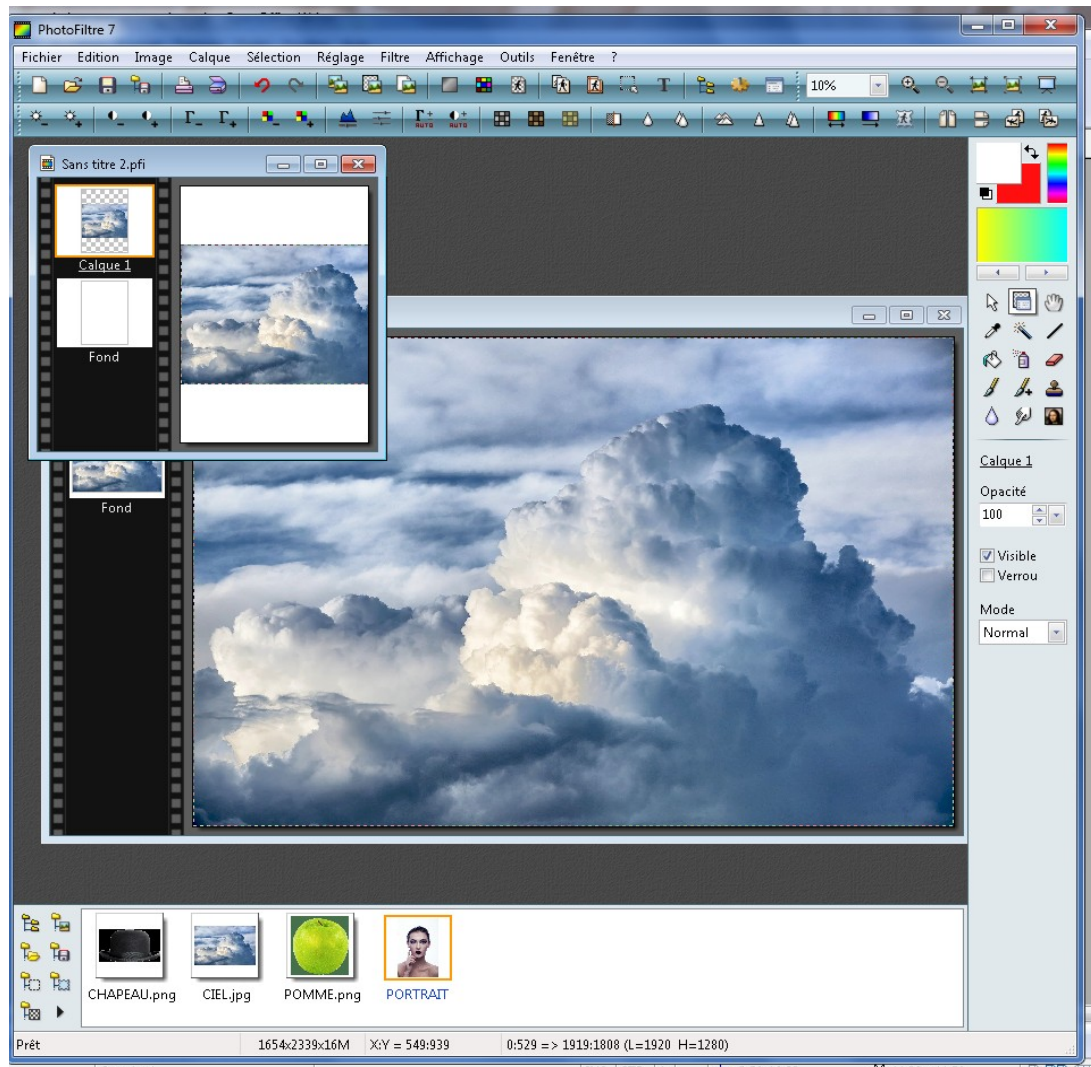 PhotoFiltre 7
Fichier Edition Image Calque Sélection Réglage Filtre Affichage Outils Fenêtre ?
T 10%
Γ- Γ+ Γ+ AUTO AUTO
Sans titre 2.pfi
Calque 1
Fond
Fond
Calque 1
Opacité
100
Visible
Verrou
Mode
Normal
CHAPEAU.png CIEL.jpg POMME.png PORTRAIT
Prêt 1654x2339x16M X:Y = 549:939 0:529 => 1919:1808 (L=1920 H=1280)